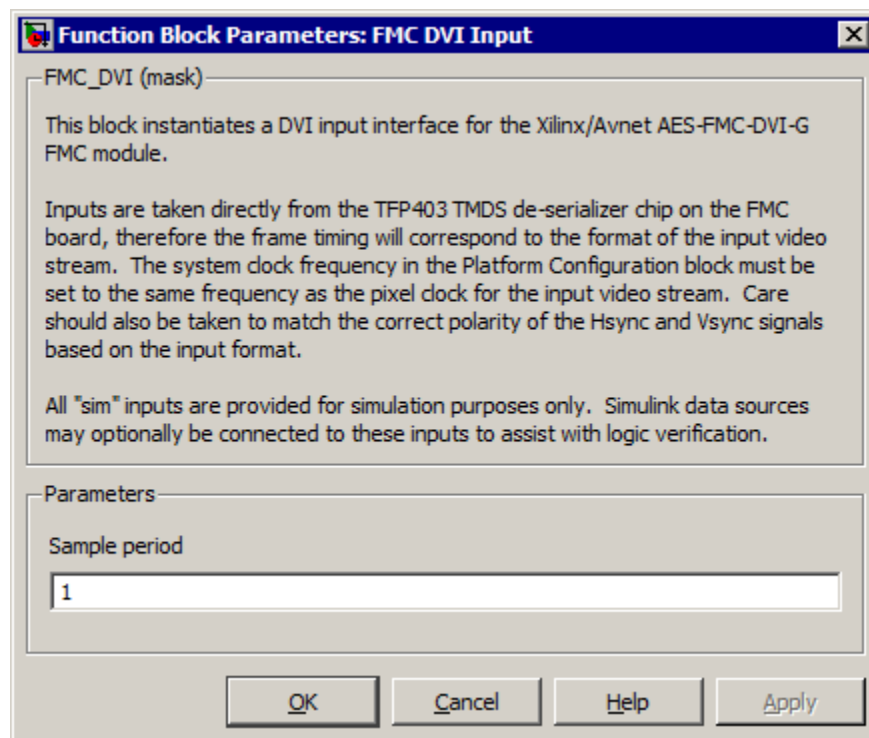 Function Block Parameters: FMC DVI Input
FMC_DVI (mask)
This block instantiates a DVI input interface for the Xilinx/Avnet AES-FMC-DVI-G
FMC module.
Inputs are taken directly from the TFP403 TMDS de-serializer chip on the FMC
board, therefore the frame timing will correspond to the format of the input video
stream.  The system clock frequency in the Platform Configuration block must be
set to the same frequency as the pixel clock for the input video stream.  Care
should also be taken to match the correct polarity of the Hsync and Vsync signals
based on the input format.
All "sim" inputs are provided for simulation purposes only.  Simulink data sources
may optionally be connected to these inputs to assist with logic verification.
Parameters
Sample period
1
OK Cancel Help Apply